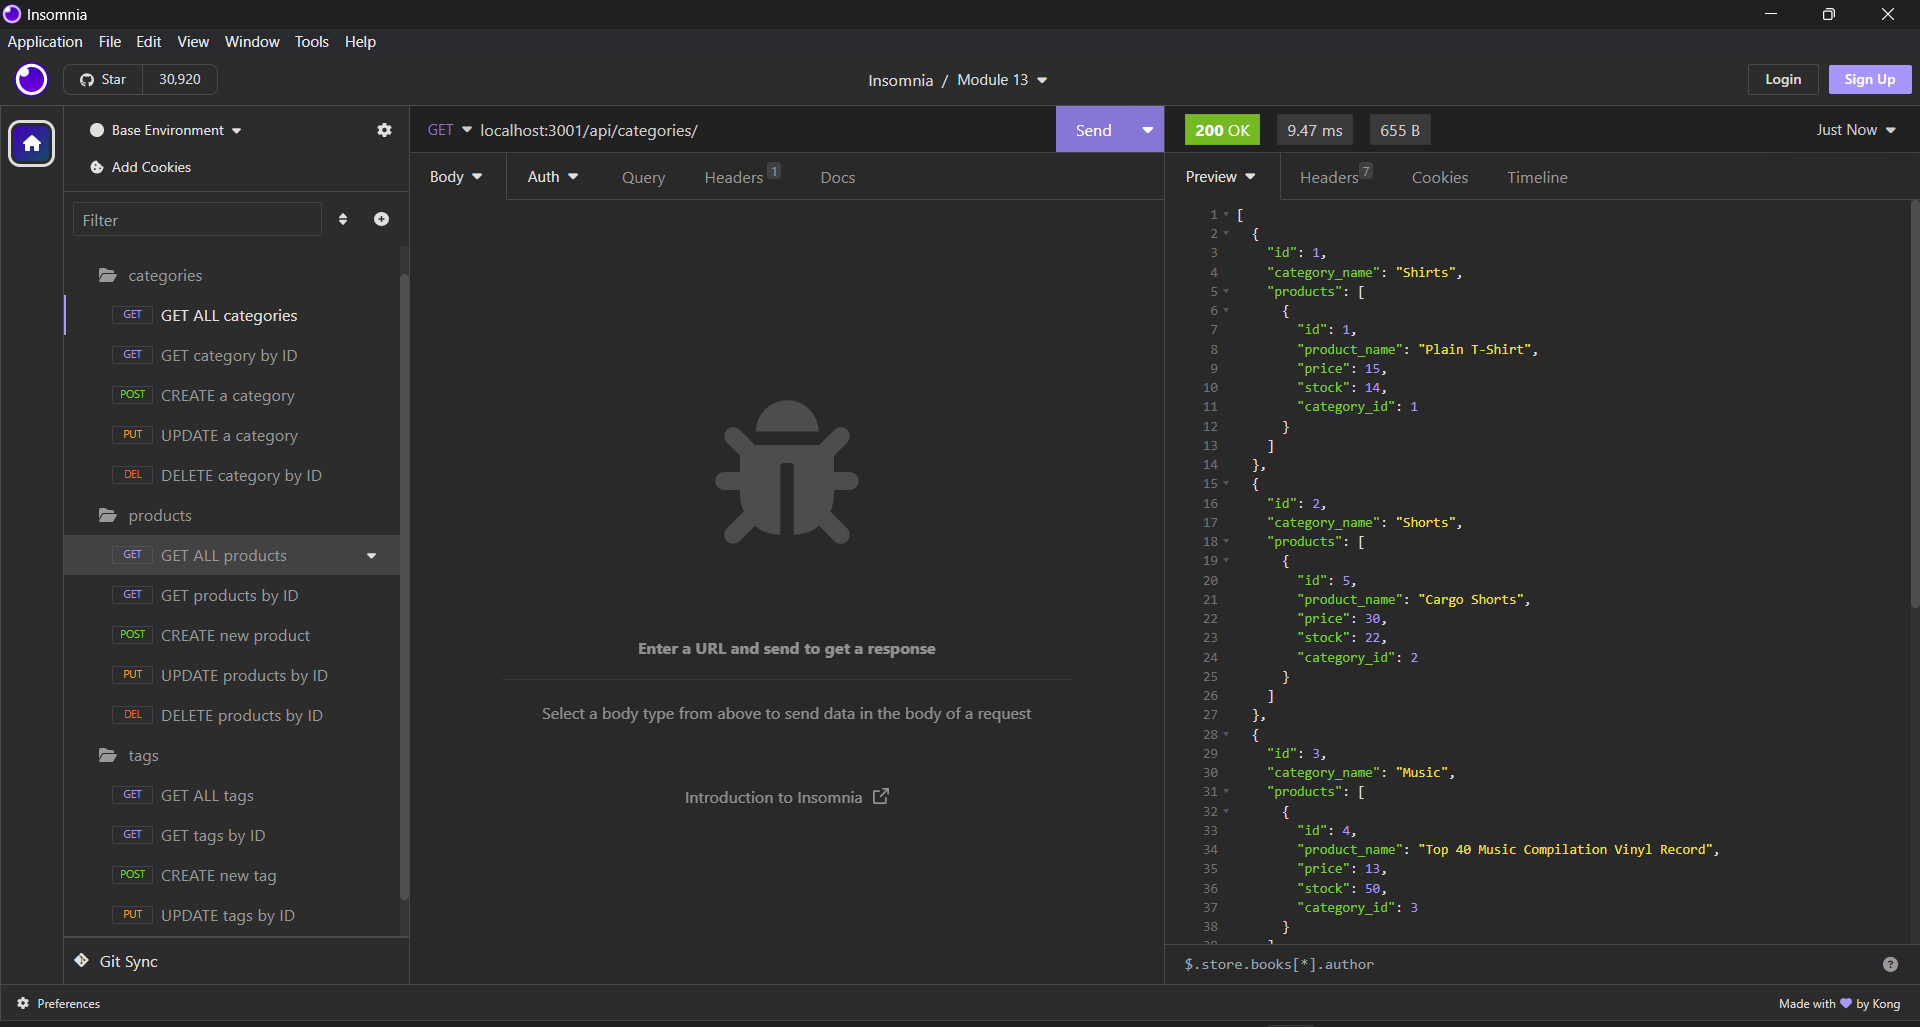 Insomnia
Application File Edit View Window Tools Help
Star 30,920
Insomnia / Module 13
Login Sign Up
Base Environment
Add Cookies
Filter
categories
GET GET ALL categories
GET GET category by ID
POST CREATE a category
PUT UPDATE a category
DEL DELETE category by ID
products
GET GET ALL products
GET GET products by ID
POST CREATE new product
PUT UPDATE products by ID
DEL DELETE products by ID
tags
GET GET ALL tags
GET GET tags by ID
POST CREATE new tag
PUT UPDATE tags by ID
Git Sync
GET localhost:3001/api/categories/ Send
Body Auth Query Headers 1 Docs
Enter a URL and send to get a response
Select a body type from above to send data in the body of a request
Introduction to Insomnia
200 OK 9.47 ms 655 B Just Now
Preview Headers 7 Cookies Timeline
1 [
2 {
3 "id": 1,
4 "category_name": "Shirts",
5 "products": [
6 {
7 "id": 1,
8 "product_name": "Plain T-Shirt",
9 "price": 15,
10 "stock": 14,
11 "category_id": 1
12 }
13 ]
14 },
15 {
16 "id": 2,
17 "category_name": "Shorts",
18 "products": [
19 {
20 "id": 5,
21 "product_name": "Cargo Shorts",
22 "price": 30,
23 "stock": 22,
24 "category_id": 2
25 }
26 ]
27 },
28 {
29 "id": 3,
30 "category_name": "Music",
31 "products": [
32 {
33 "id": 4,
34 "product_name": "Top 40 Music Compilation Vinyl Record",
35 "price": 13,
36 "stock": 50,
37 "category_id": 3
38 }
$.store.books[*].author
Preferences
Made with 💜 by Kong